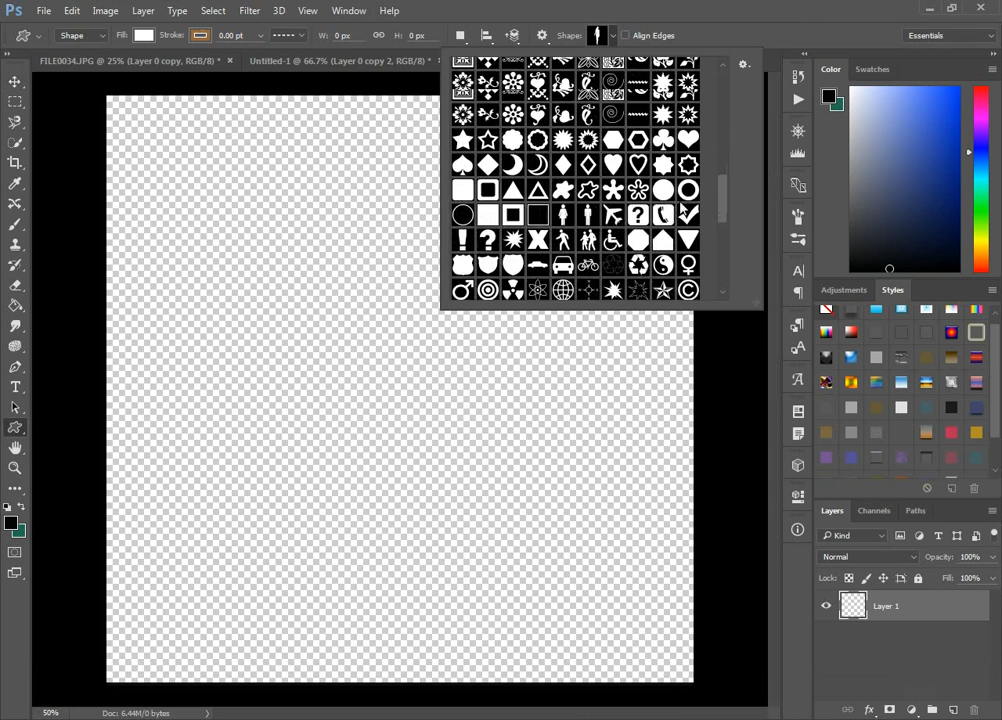 Ps File Edit Image Layer Type Select Filter 3D View Window Help
Shape Fill: Stroke: 0.00 pt W: 0 px H: 0 px Shape: Align Edges Essentials
FILE0034.JPG @ 25% (Layer 0 copy, RGB/8) * × Untitled-1 @ 66.7% (Layer 0 copy 2, RGB/8) *
Color Swatches
Adjustments Styles
Layers Channels Paths
Kind
Normal Opacity: 100%
Lock: Fill: 100%
Layer 1
50% Doc: 6.44M/0 bytes